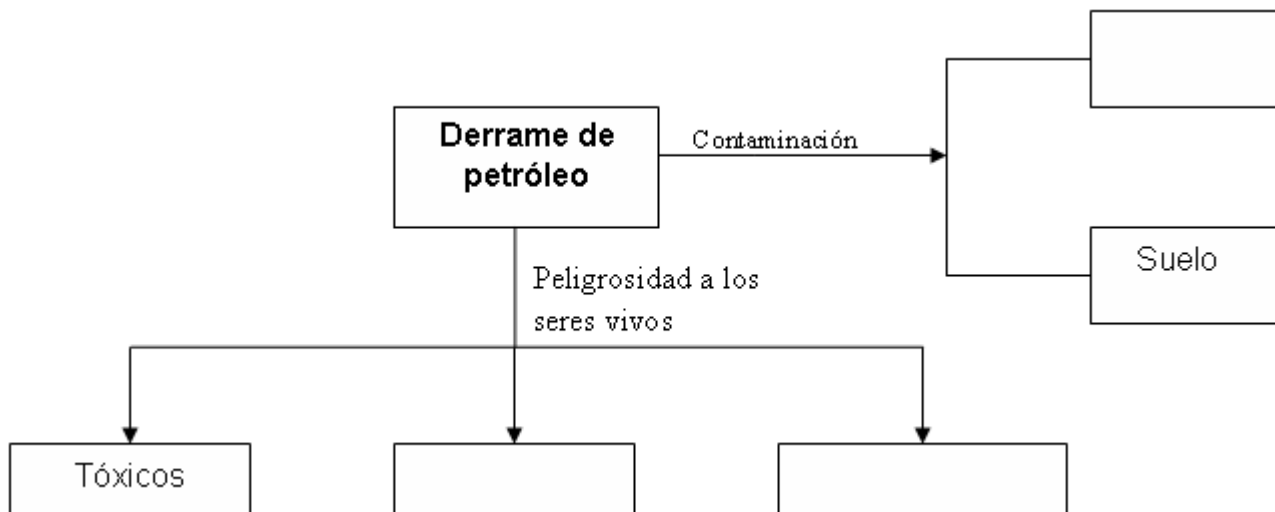 Derrame de
petróleo
Contaminación
Suelo
Peligrosidad a los
seres vivos
Tóxicos